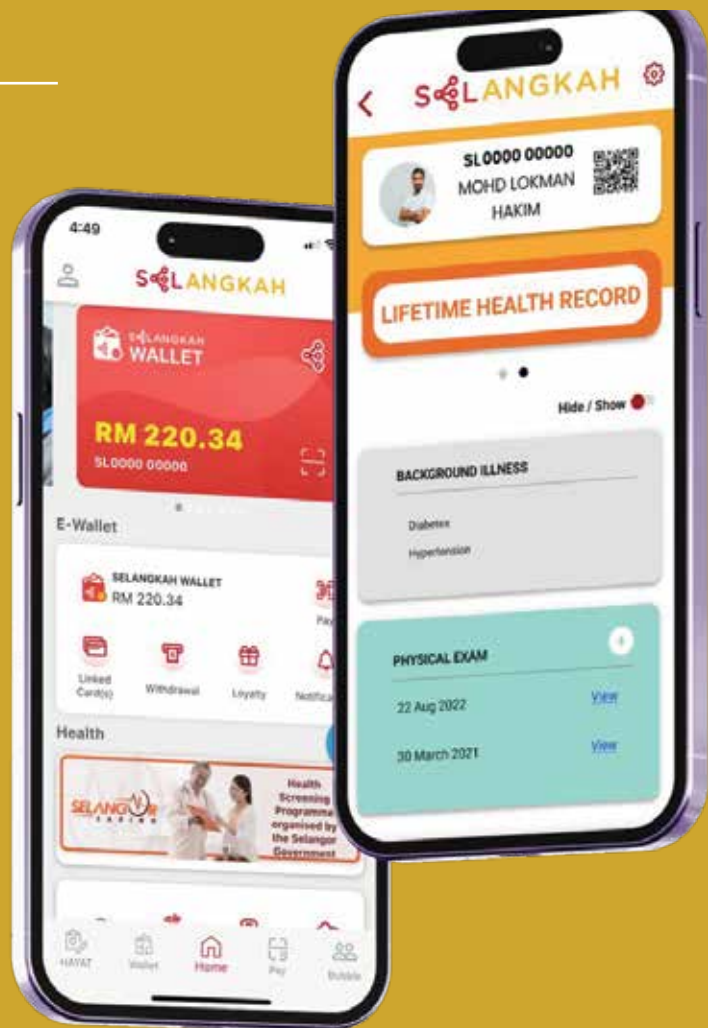 4:49
SELANGKAH
SELANGKAH
WALLET
RM 220.34
SL0000 00000
E-Wallet
SELANGKAH WALLET
RM 220.34
Pay
Linked
Card(s)
Withdrawal
Loyalty
Health
SELANGOR
SARING
Health
Screening
Programme
organised by
the Selangor
Government
HAYAT
Wallet
Home
Pay
Bubble
SELANGKAH
SL0000 00000
MOHD LOKMAN
HAKIM
LIFETIME HEALTH RECORD
Hide / Show
BACKGROUND ILLNESS
Diabetes
Hypertension
PHYSICAL EXAM
22 Aug 2022
View
30 March 2021
View